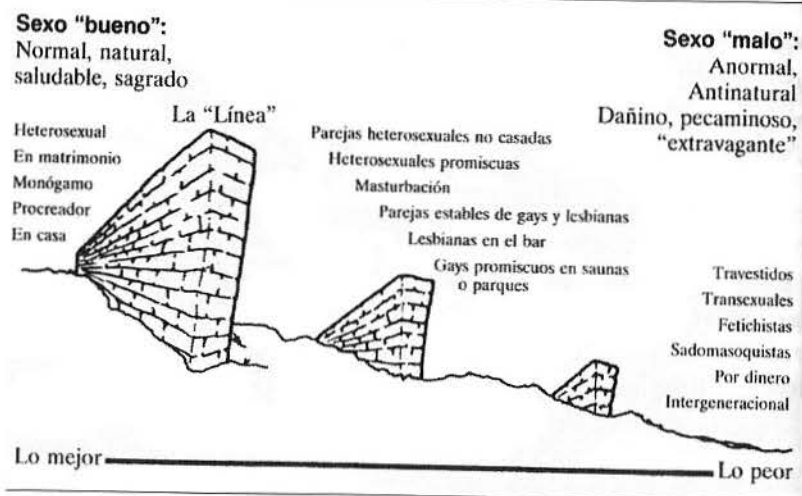 Sexo “bueno”:
Normal, natural,
saludable, sagrado
Sexo “malo”:
Anormal,
Antinatural
Dañino, pecaminoso,
“extravagante”
La “Línea”
Heterosexual
En matrimonio
Monógamo
Procreador
En casa
Parejas heterosexuales no casadas
Heterosexuales promiscuas
Masturbación
Parejas estables de gays y lesbianas
Lesbianas en el bar
Gays promiscuos en saunas
o parques
Travestidos
Transexuales
Fetichistas
Sadomasoquistas
Por dinero
Intergeneracional
Lo mejor
Lo peor